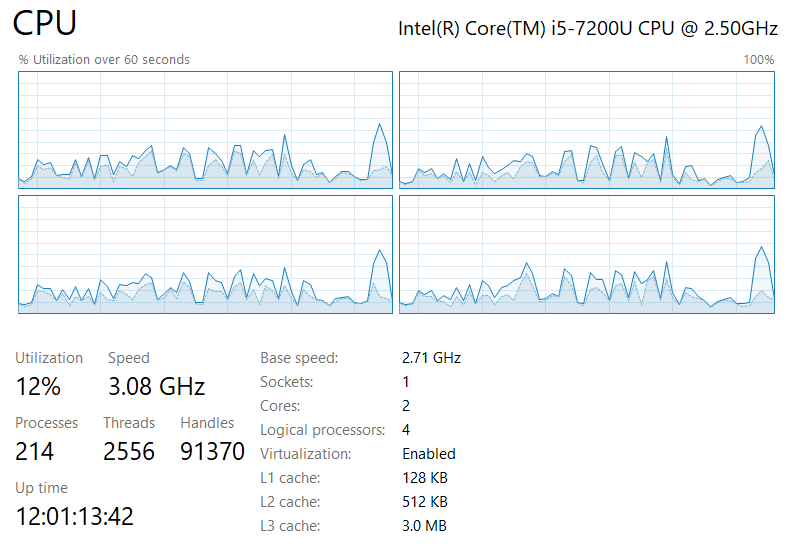 CPU
Intel(R) Core(TM) i5-7200U CPU @ 2.50GHz
% Utilization over 60 seconds
100%
Utilization
Speed
12%
3.08 GHz
Processes
Threads
Handles
214
2556
91370
Up time
12:01:13:42
Base speed:
2.71 GHz
Sockets:
1
Cores:
2
Logical processors:
4
Virtualization:
Enabled
L1 cache:
128 KB
L2 cache:
512 KB
L3 cache:
3.0 MB